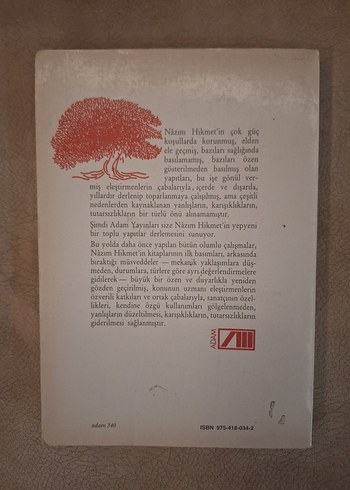 Nâzım Hikmet'in çok güç
koşullarda korunmuş, elden
ele geçmiş, bazıları sağlığında
basılamamış, bazıları özen
gösterilmeden basılmış olan
yapıtları, bu işe gönül ver-
miş eleştirmenlerin çabalarıyla, içerde ve dışarda,
yıllardır derlenip toparlanmaya çalışılmış, ama çeşitli
nedenlerden kaynaklanan yanlışların, karışıklıkların,
tutarsızlıkların bir türlü önü alınamamıştır.
Şimdi Adam Yayınları size Nâzım Hikmet'in yepyeni
bir toplu yapıtlar derlemesini sunuyor.
Bu yolda daha önce yapılan bütün olumlu çalışmalar,
Nâzım Hikmet'in kitaplarının ilk basımları, arkasında
bıraktığı müsveddeler — mekanik yaklaşımlara düş-
meden, durumlara, türlere göre ayrı değerlendirmelere
gidilerek — büyük bir özen ve duyarlıkla yeniden
gözden geçirilmiş, konunun uzmanı eleştirmenlerin
özverili katkıları ve ortak çabalarıyla, sanatçının özel-
likleri, kendine özgü kullanımları gölgelenmeden,
yanlışların düzeltilmesi, karışıklıkların, tutarsızlıkların
giderilmesi sağlanmıştır.
ADAM
adam 346
ISBN 975-418-034-2